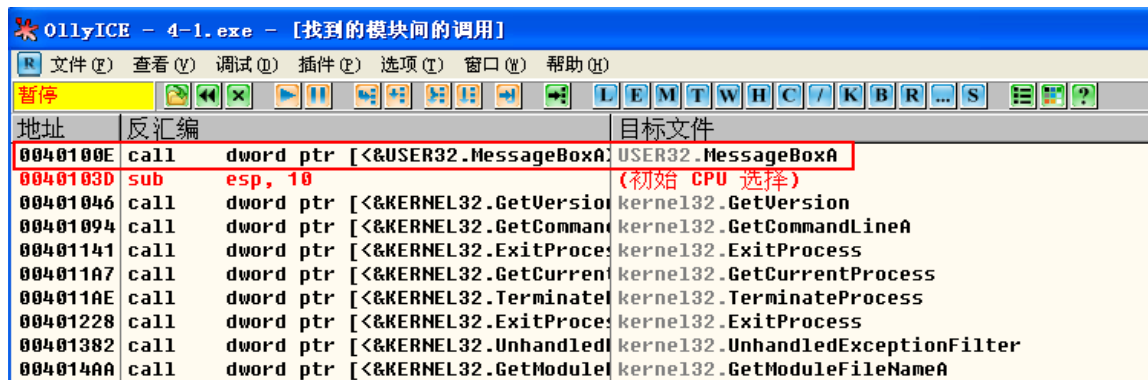 OllyICE - 4-1.exe - [找到的模块间的调用]
R 文件(F) 查看(V) 调试(D) 插件(P) 选项(T) 窗口(W) 帮助(H)
暂停 L E M T W H C / K B R ... S ?
地址 反汇编 目标文件
0040100E call dword ptr [<&USER32.MessageBoxA> USER32.MessageBoxA
0040103D sub esp, 10 (初始 CPU 选择)
00401046 call dword ptr [<&KERNEL32.GetVersion kernel32.GetVersion
00401094 call dword ptr [<&KERNEL32.GetCommand kernel32.GetCommandLineA
00401141 call dword ptr [<&KERNEL32.ExitProces kernel32.ExitProcess
004011A7 call dword ptr [<&KERNEL32.GetCurrent kernel32.GetCurrentProcess
004011AE call dword ptr [<&KERNEL32.Terminate kernel32.TerminateProcess
00401228 call dword ptr [<&KERNEL32.ExitProces kernel32.ExitProcess
00401382 call dword ptr [<&KERNEL32.Unhandled kernel32.UnhandledExceptionFilter
004014AA call dword ptr [<&KERNEL32.GetModule kernel32.GetModuleFileNameA